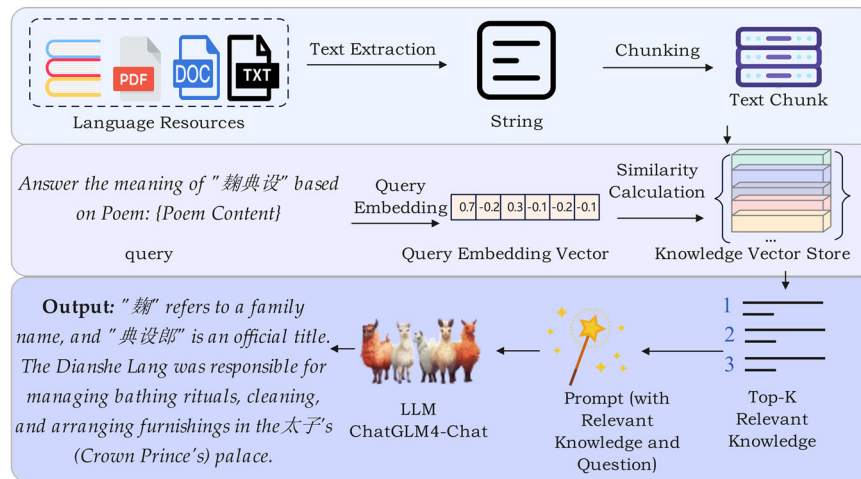 PDF
DOC
TXT
Language Resources
Text Extraction
String
Chunking
Text Chunk
Answer the meaning of "麹典设" based
on Poem: {Poem Content}
query
Query
Embedding
0.7 -0.2 0.3 -0.1 -0.2 -0.1
Query Embedding Vector
Similarity
Calculation
...
Knowledge Vector Store
Output: "麹" refers to a family
name, and "典设郎" is an official title.
The Dianshe Lang was responsible for
managing bathing rituals, cleaning,
and arranging furnishings in the太子's
(Crown Prince's) palace.
LLM
ChatGLM4-Chat
Prompt (with
Relevant
Knowledge and
Question)
1
2
3
Top-K
Relevant
Knowledge